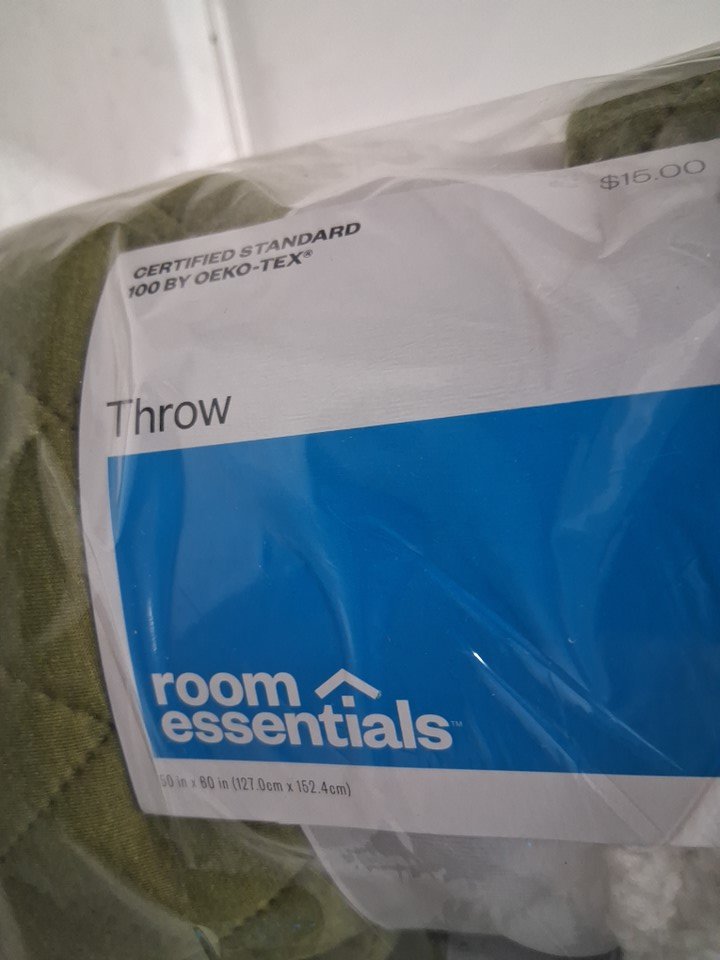 $15.00
CERTIFIED STANDARD
100 BY OEKO-TEX®
Throw
room
essentials™
50 in x 60 in (127.0cm x 152.4cm)